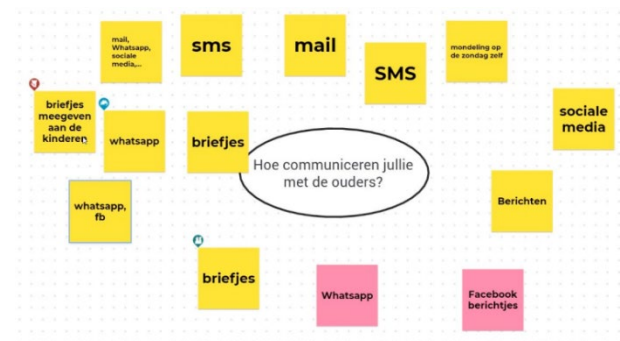 mail,
Whatsapp,
sociale
media,...
sms
mail
SMS
mondeling op
de zondag zelf
briefjes
meegeven
aan de
kinderen
whatsapp
briefjes
sociale
media
Hoe communiceren jullie
met de ouders?
whatsapp,
fb
Berichten
briefjes
Whatsapp
Facebook
berichtjes